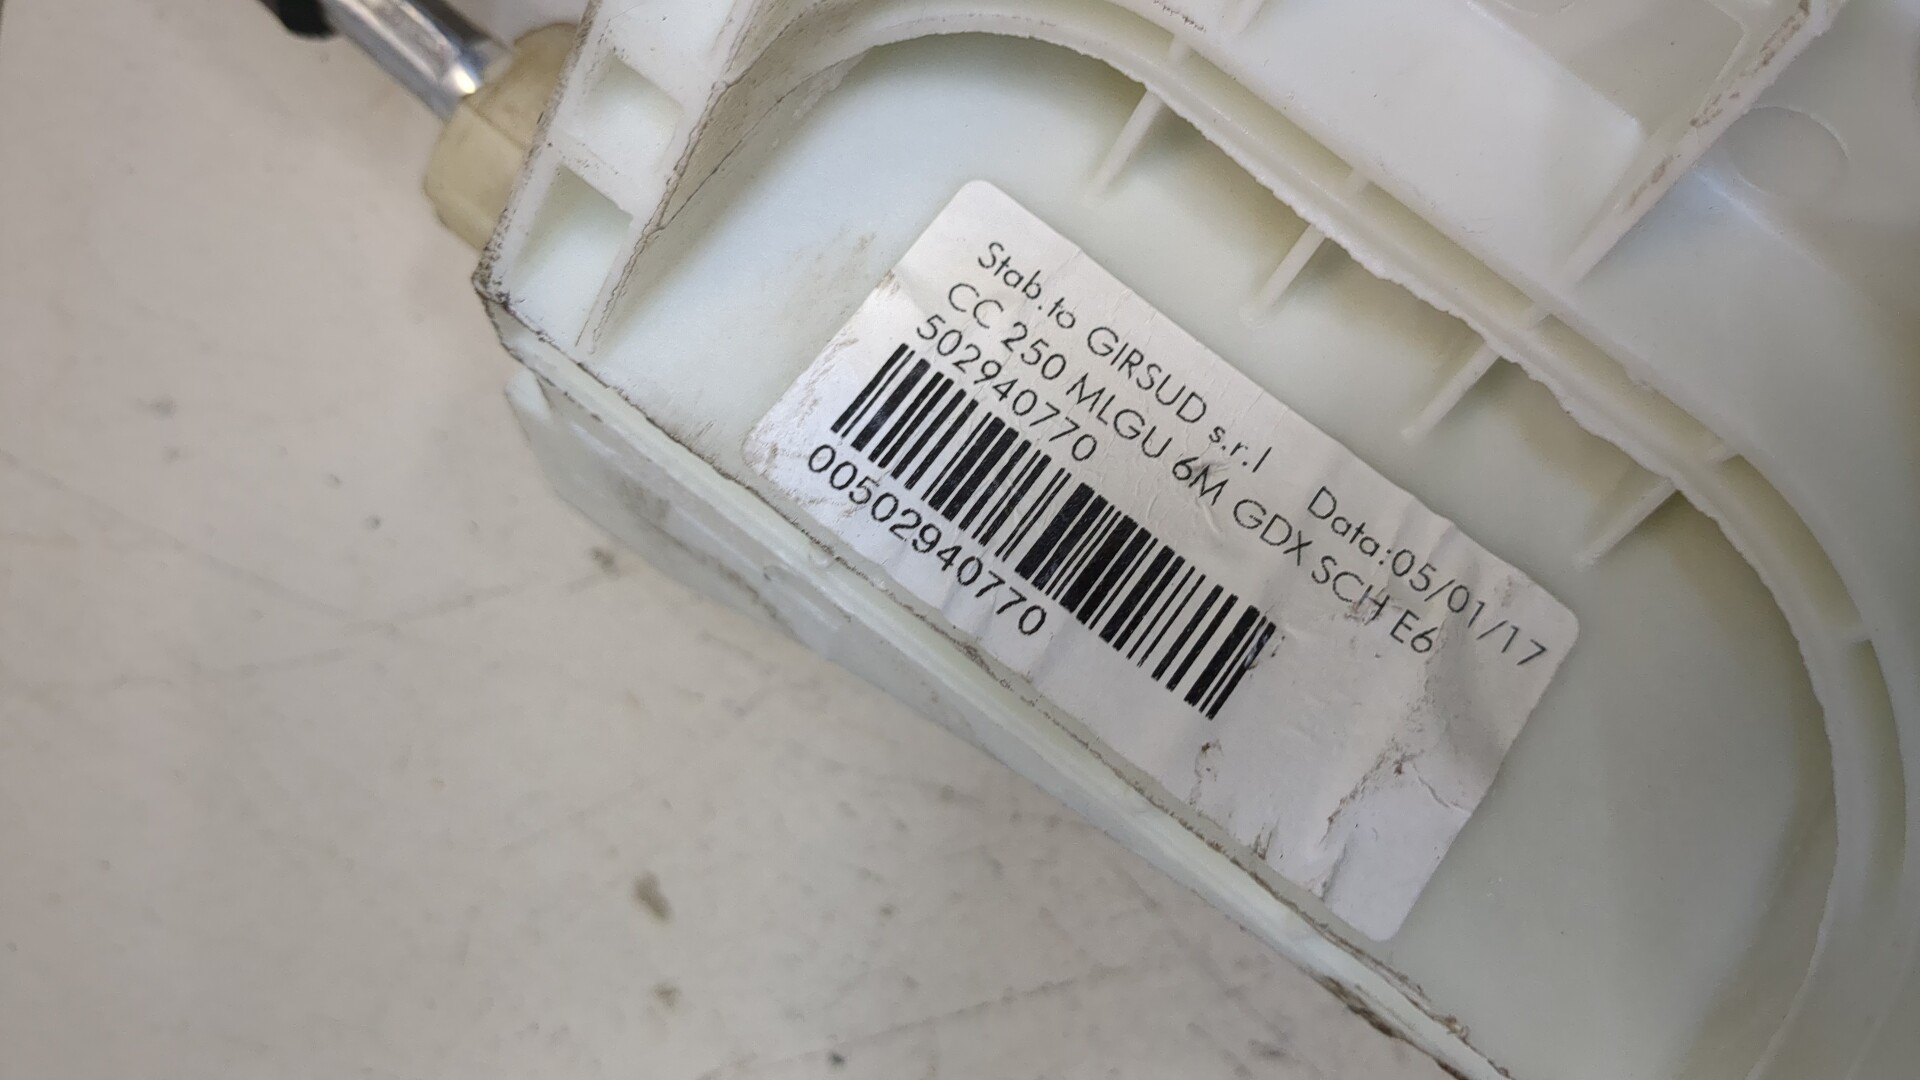 Stab.to GIRSUD s.r.l Data:05/01/17
CC 250 MLGU 6M GDX SCH E6
502940770
00502940770